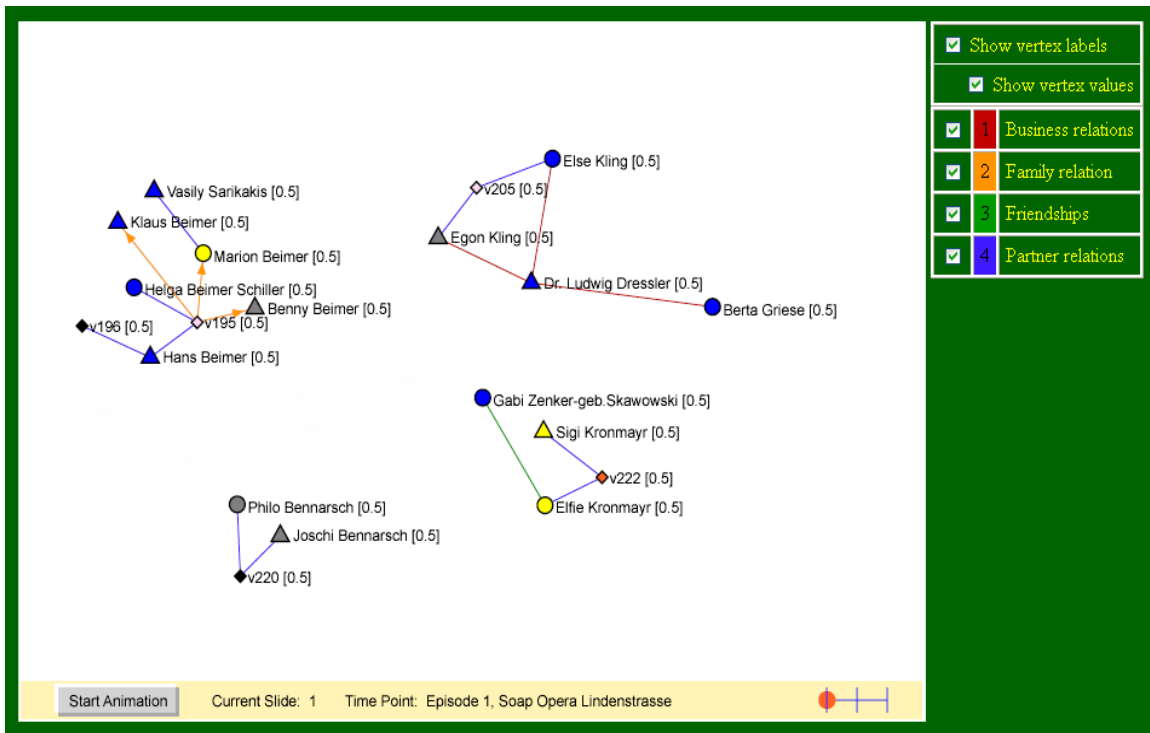 Show vertex labels
Show vertex values
1 Business relations
2 Family relation
3 Friendships
4 Partner relations
Else Kling [0.5]
v205 [0.5]
Vasily Sarikakis [0.5]
Klaus Beimer [0.5]
Egon Kling [0.5]
Marion Beimer [0.5]
Dr. Ludwig Dressler [0.5]
Helga Beimer Schiller [0.5]
Benny Beimer [0.5]
Berta Griese [0.5]
v196 [0.5]
v195 [0.5]
Hans Beimer [0.5]
Gabi Zenker-geb.Skawowski [0.5]
Sigi Kronmayr [0.5]
v222 [0.5]
Philo Bennarsch [0.5]
Elfie Kronmayr [0.5]
Joschi Bennarsch [0.5]
v220 [0.5]
Start Animation Current Slide: 1 Time Point: Episode 1, Soap Opera Lindenstrasse